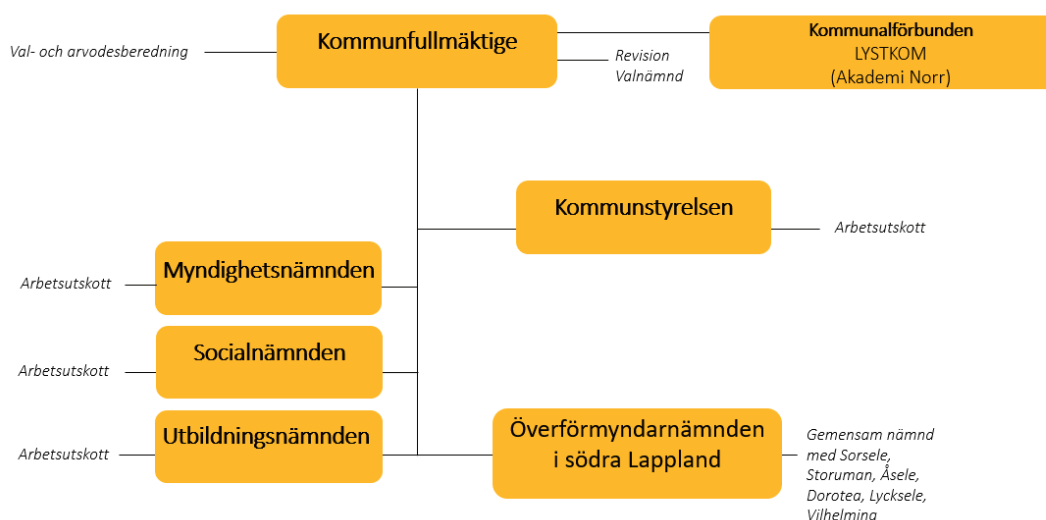 Val- och arvodesberedning
Kommunfullmäktige
Revision
Valnämnd
Kommunalförbunden
LYSTKOM
(Akademi Norr)
Kommunstyrelsen
Arbetsutskott
Arbetsutskott
Myndighetsnämnden
Arbetsutskott
Socialnämnden
Arbetsutskott
Utbildningsnämnden
Överförmyndarnämnden
i södra Lappland
Gemensam nämnd
med Sorsele,
Storuman, Åsele,
Dorotea, Lycksele,
Vilhelmina